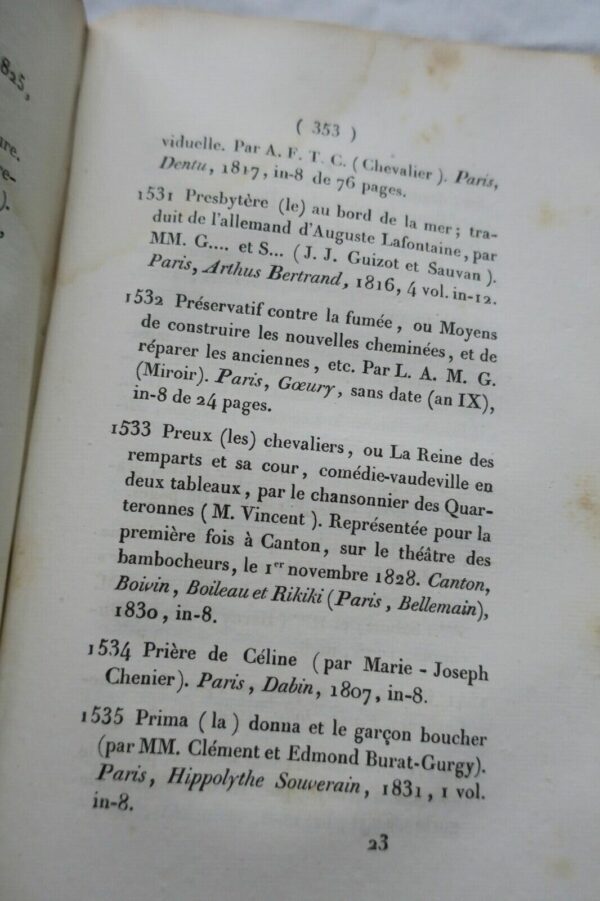 825,
re.
re-
).
( 353 )
viduelle. Par A. F. T. C. (Chevalier). Paris,
Dentu, 1817, in-8 de 76 pages.
1531 Presbytère (le) au bord de la mer; tra-
duit de l'allemand d'Auguste Lafontaine, par
MM. G.... et S... ( J. J. Guizot et Sauvan ).
Paris, Arthus Bertrand, 1816, 4 vol. in-12.
1532 Préservatif contre la fumée, ou Moyens
de construire les nouvelles cheminées, et de
réparer les anciennes, etc. Par L. A. M. G.
(Miroir). Paris, Gœury, sans date (an IX),
in-8 de 24 pages.
1533 Preux (les) chevaliers, ou La Reine des
remparts et sa cour, comédie-vaudeville en
deux tableaux, par le chansonnier des Quar-
teronnes ( M. Vincent ). Représentée pour la
première fois à Canton, sur le théâtre des
bambocheurs, le 1er novembre 1828. Canton,
Boivin, Boileau et Rikiki (Paris, Bellemain),
1830, in-8.
1534 Prière de Céline (par Marie-Joseph
Chenier). Paris, Dabin, 1807, in-8.
1535 Prima (la) donna et le garçon boucher
(par MM. Clément et Edmond Burat-Gurgy).
Paris, Hippolythe Souverain, 1831, 1 vol.
in-8.
23